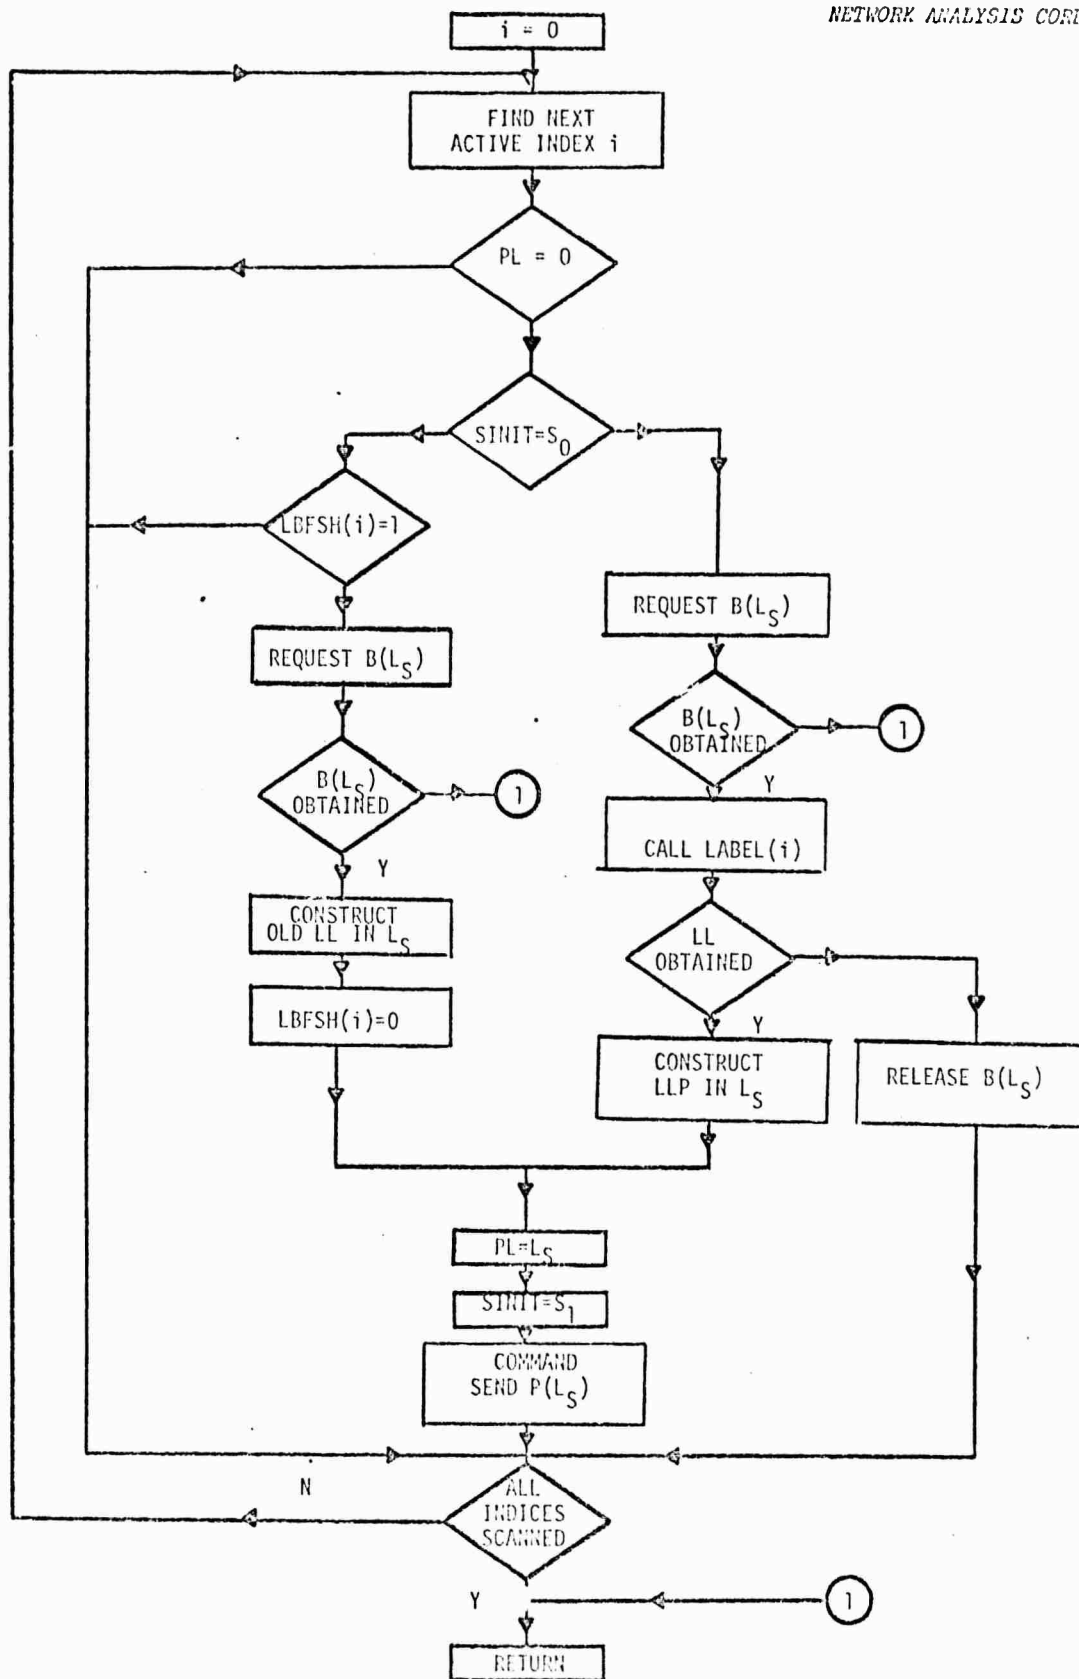 NETWORK ANALYSIS COR
i = 0
FIND NEXT
ACTIVE INDEX i
PL = 0
SINIT=S0
LBFSH(i)=1
REQUEST B(LS)
REQUEST B(LS)
B(LS)
OBTAINED
1
Y
B(LS)
OBTAINED
1
Y
CALL LABEL(i)
CONSTRUCT
OLD LL IN LS
LL
OBTAINED
LBFSH(i)=0
Y
CONSTRUCT
LLP IN LS
RELEASE B(LS)
PL=LS
SINIT=S1
COMMAND
SEND P(LS)
N
ALL
INDICES
SCANNED
Y
1
RETURN